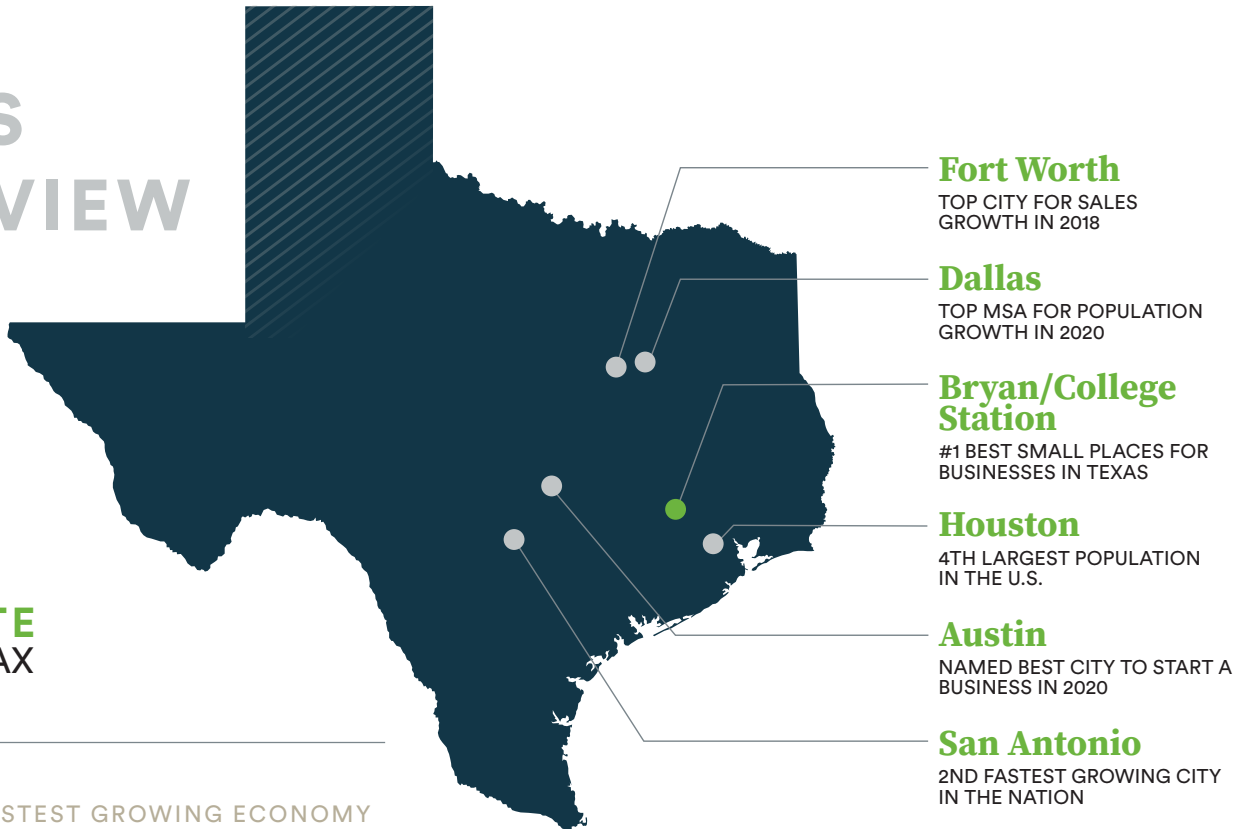 S
VIEW
Fort Worth
TOP CITY FOR SALES
GROWTH IN 2018
Dallas
TOP MSA FOR POPULATION
GROWTH IN 2020
Bryan/College
Station
#1 BEST SMALL PLACES FOR
BUSINESSES IN TEXAS
Houston
4TH LARGEST POPULATION
IN THE U.S.
Austin
NAMED BEST CITY TO START A
BUSINESS IN 2020
San Antonio
2ND FASTEST GROWING CITY
IN THE NATION
TE
AX
STEST GROWING ECONOMY